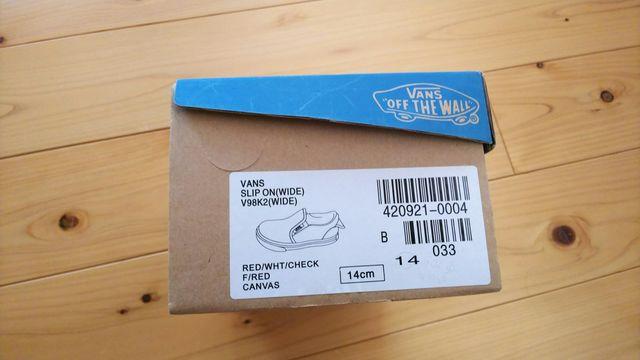 VANS
"OFF THE WALL"
VANS
SLIP ON(WIDE)
V98K2(WIDE)
420921-0004
B
14 033
RED/WHT/CHECK
F/RED
CANVAS
14cm